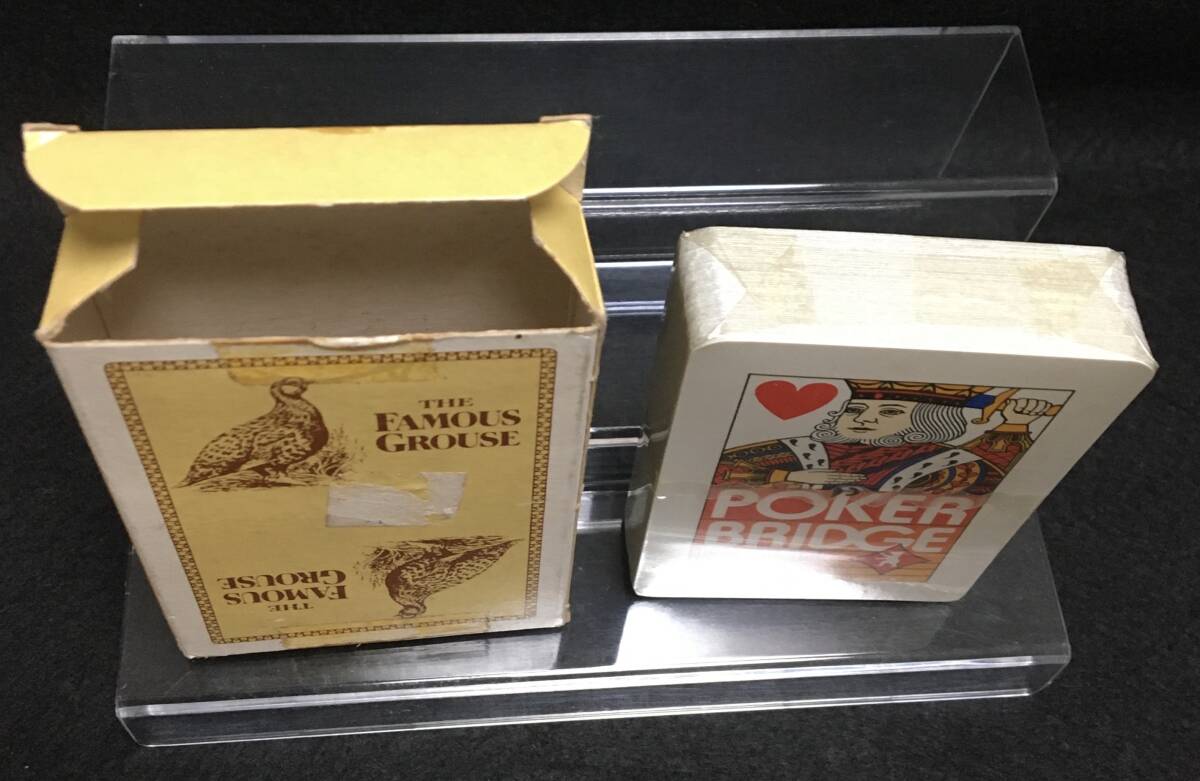 THE
FAMOUS
GROUSE
THE
FAMOUS
GROUSE
POKER
BRIDGE